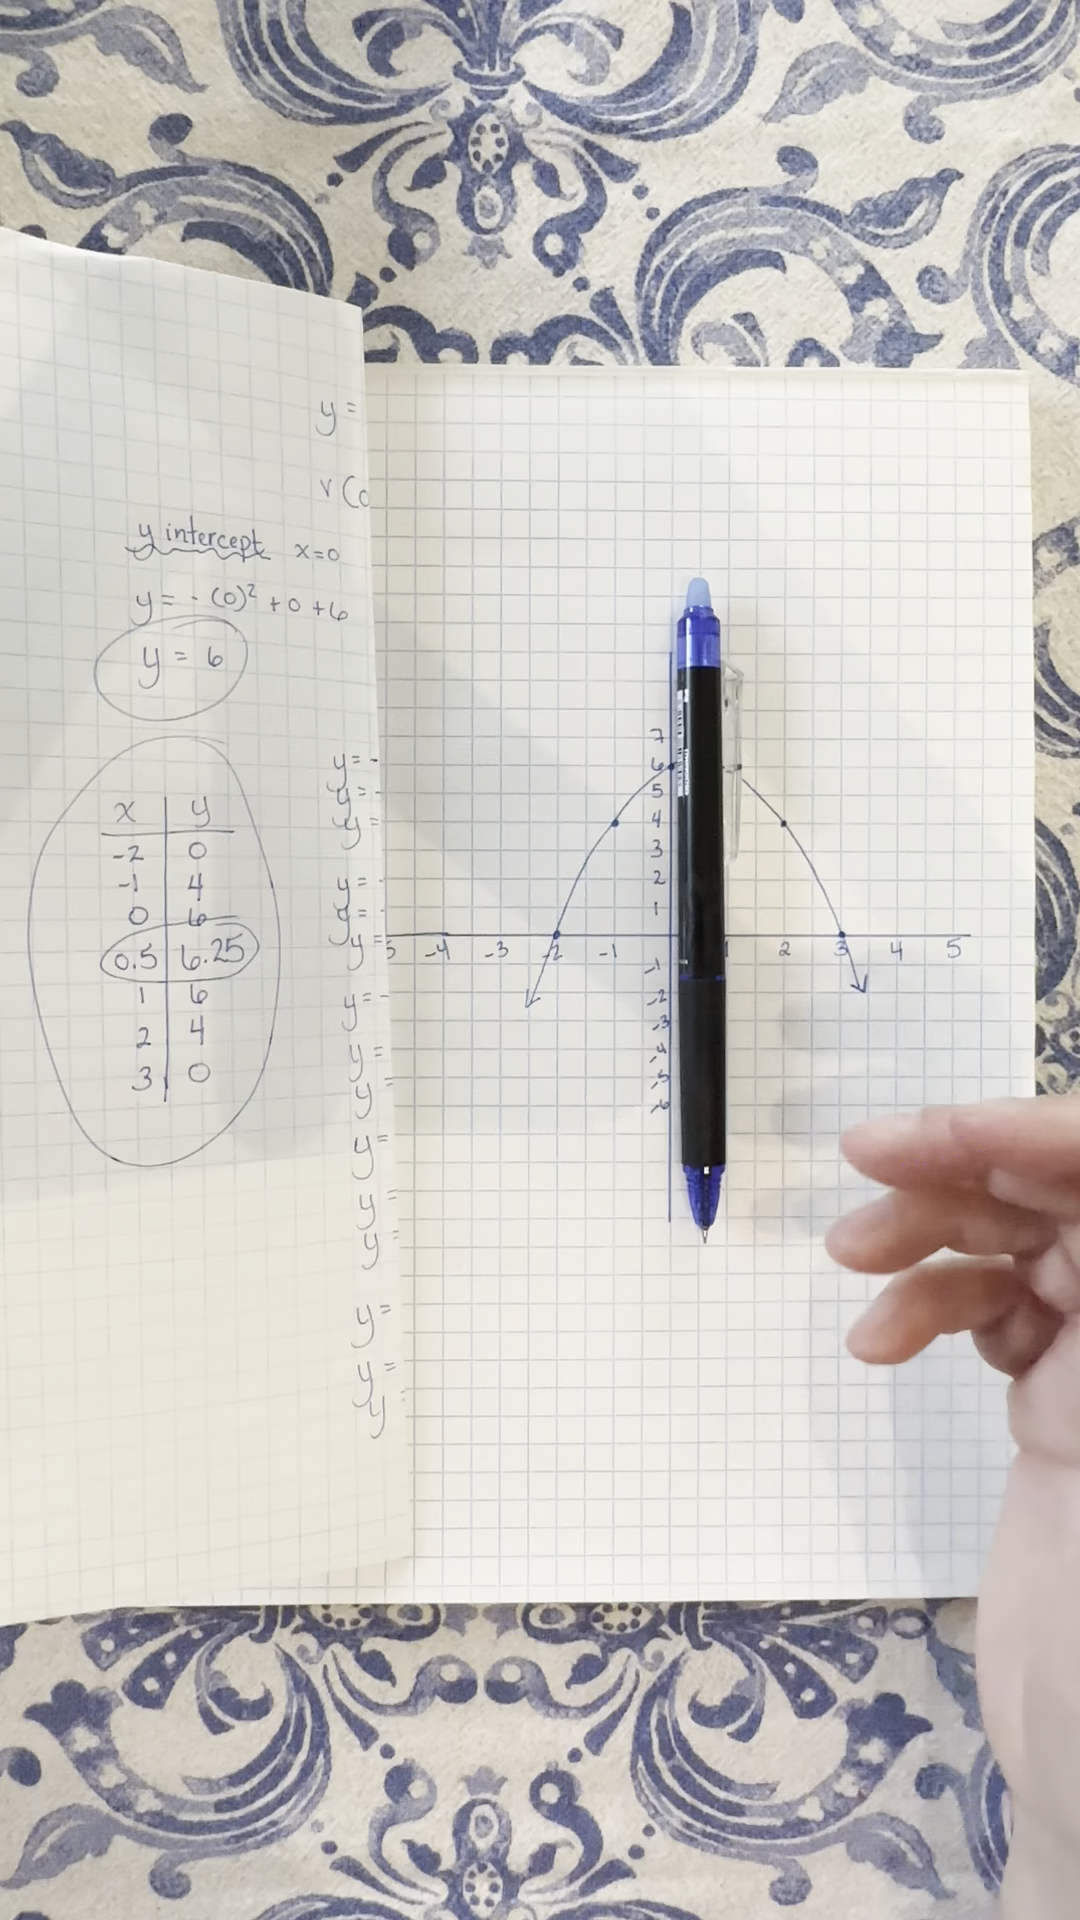 y =
v (
y intercept x=0
y = - (0)² + 0 + 6
y = 6
x y
-2 0
-1 4
0 6
0.5 6.25
1 6
2 4
3 0
y = -
y = -
y =
y = -
y = -
y =
y = -
y =
y =
y =
y =
y =
y =
y =
y
7
6
5
4
3
2
1
5 -4 -3 -2 -1 1 2 3 4 5
-1
-2
-3
-4
-5
-6